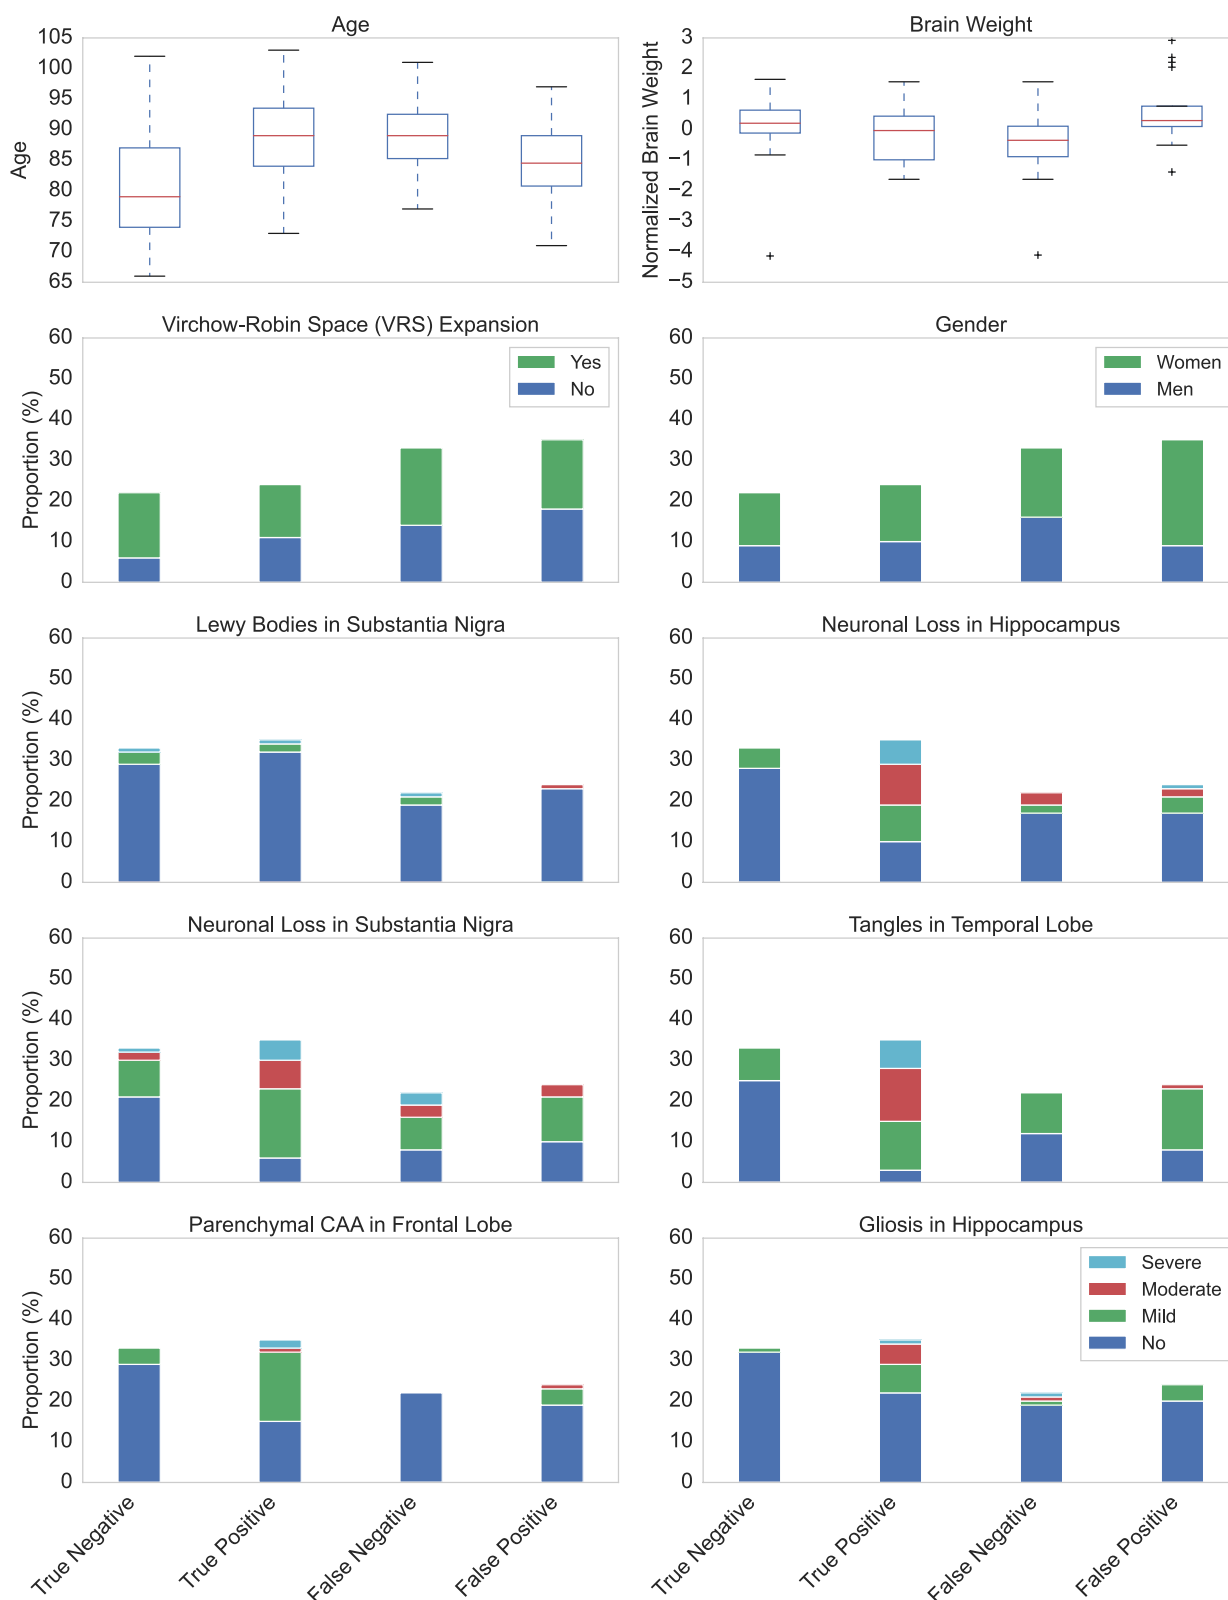 Age
105
100
95
90
85
80
75
70
65
Age
Brain Weight
3
2
1
0
−1
−2
−3
−4
−5
Normalized Brain Weight
Virchow-Robin Space (VRS) Expansion
60
50
40
30
20
10
0
Proportion (%)
Yes
No
Gender
60
50
40
30
20
10
0
Women
Men
Lewy Bodies in Substantia Nigra
60
50
40
30
20
10
0
Proportion (%)
Neuronal Loss in Hippocampus
60
50
40
30
20
10
0
Neuronal Loss in Substantia Nigra
60
50
40
30
20
10
0
Proportion (%)
Tangles in Temporal Lobe
60
50
40
30
20
10
0
Parenchymal CAA in Frontal Lobe
60
50
40
30
20
10
0
Proportion (%)
True Negative
True Positive
False Negative
False Positive
Gliosis in Hippocampus
60
50
40
30
20
10
0
Severe
Moderate
Mild
No
True Negative
True Positive
False Negative
False Positive